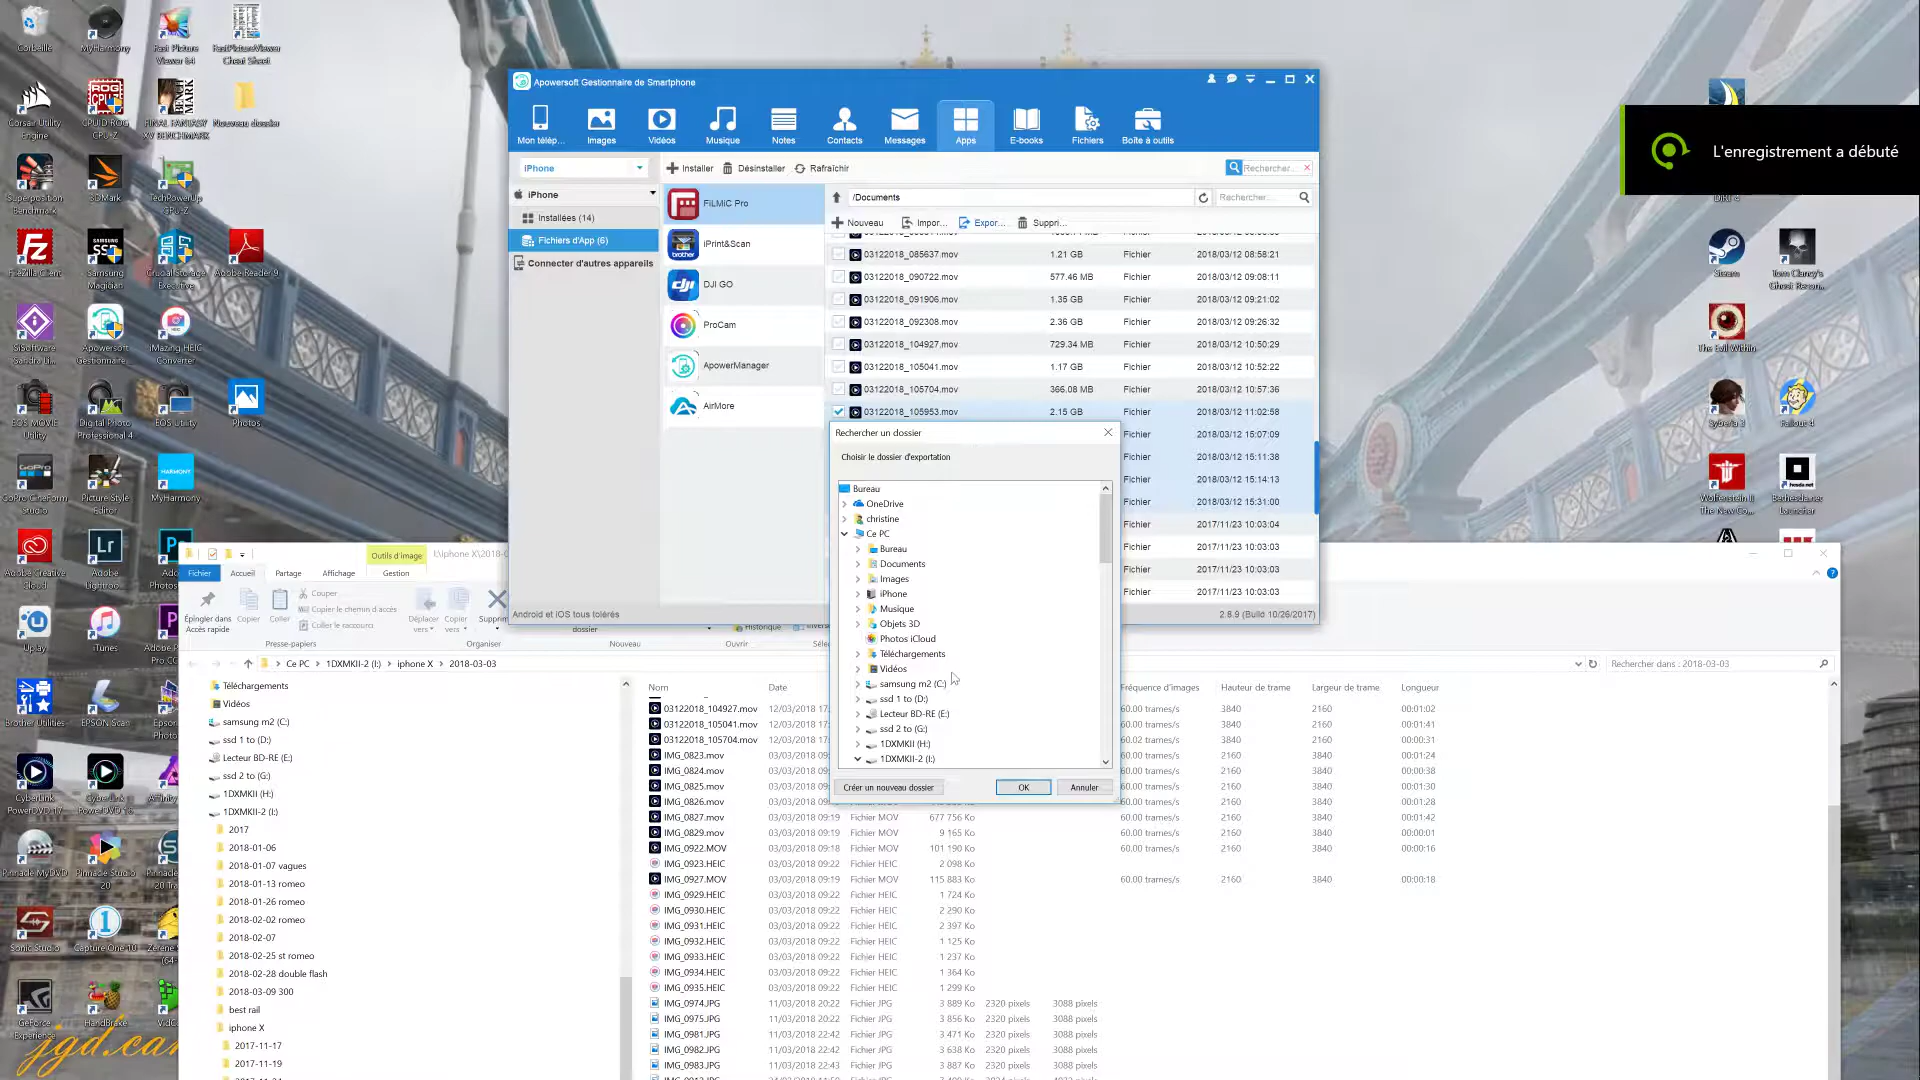 Corbeille
MyHarmony
Fast Picture
Viewer 64
FastPictureViewer
Cheat Sheet
Corsair Utility
Engine
CPUID ROG
CPU-Z
FINAL FANTASY
XV BENCHMARK
Nouveau dossier
Superposition
Benchmark
3DMark
TechPowerUp
GPU-Z
FileZilla Client
Samsung
Magician
Crucial Storage
Executive
Adobe Reader 9
SiSoftware
Sandra Li...
Apowersoft
Gestionnaire...
iMazing HEIC
Converter
EOS MOVIE
Utility
Digital Photo
Professional 4
EOS Utility
Photos
GoPro CineForm
Studio
Picture Style
Editor
MyHarmony
Adobe Creative
Cloud
Adobe
Lightroo...
Uplay
iTunes
Brother Utilities
EPSON Scan
CyberLink
PowerDVD 17
Pinnacle MyDVD
Pinnacle Studio
20
Sonic Studio
Capture One 10
GeForce
Experience
HandBrake
Apowersoft Gestionnaire de Smartphone
Mon télép...
Images
Vidéos
Musique
Notes
Contacts
Messages
Apps
E-books
Fichiers
Boîte à outils
iPhone
Installer
Désinstaller
Rafraîchir
Rechercher...
iPhone
Installées (14)
Fichiers d'App (6)
Connecter d'autres appareils
FiLMiC Pro
iPrint&Scan
DJI GO
ProCam
ApowerManager
AirMore
/Documents
Rechercher...
Nouveau
Impor...
Expor...
Suppri...
03122018_085637.mov 1.21 GB Fichier 2018/03/12 08:58:21
03122018_090722.mov 577.46 MB Fichier 2018/03/12 09:08:11
03122018_091906.mov 1.35 GB Fichier 2018/03/12 09:21:02
03122018_092308.mov 2.36 GB Fichier 2018/03/12 09:26:32
03122018_104927.mov 729.34 MB Fichier 2018/03/12 10:50:29
03122018_105041.mov 1.17 GB Fichier 2018/03/12 10:52:22
03122018_105704.mov 366.08 MB Fichier 2018/03/12 10:57:36
03122018_105953.mov 2.15 GB Fichier 2018/03/12 11:02:58
Fichier 2018/03/12 15:07:09
Fichier 2018/03/12 15:11:38
Fichier 2018/03/12 15:14:13
Fichier 2018/03/12 15:31:00
Fichier 2017/11/23 10:03:04
Fichier 2017/11/23 10:03:03
Fichier 2017/11/23 10:03:03
Fichier 2017/11/23 10:03:03
Android et iOS tous tolérés
2.8.9 (Build 10/26/2017)
Rechercher un dossier
Choisir le dossier d'exportation
Bureau
OneDrive
christine
Ce PC
Bureau
Documents
Images
iPhone
Musique
Objets 3D
Photos iCloud
Téléchargements
Vidéos
samsung m2 (C:)
ssd 1 to (D:)
Lecteur BD-RE (E:)
ssd 2 to (G:)
1DXMKII (H:)
1DXMKII-2 (I:)
Créer un nouveau dossier
OK
Annuler
L'enregistrement a débuté
DiRT 4
Steam
Tom Clancy's
Ghost Recon...
The Evil Within
Syberia 3
Fallout 4
Wolfenstein II
The New Co...
Bethesda.net
Launcher
Outils d'image
I:\iphone X\2018-0
Fichier
Accueil
Partage
Affichage
Gestion
Épingler dans
Accès rapide
Copier
Coller
Couper
Copier le chemin d'accès
Coller le raccourci
Presse-papiers
Déplacer
vers
Copier
vers
Organiser
dossier
Nouveau
Historique
Ouvrir
Ce PC
1DXMKII-2 (I:)
iphone X
2018-03-03
Rechercher dans : 2018-03-03
Téléchargements
Vidéos
samsung m2 (C:)
ssd 1 to (D:)
Lecteur BD-RE (E:)
ssd 2 to (G:)
1DXMKII (H:)
1DXMKII-2 (I:)
2017
2018-01-06
2018-01-07 vagues
2018-01-13 romeo
2018-01-26 romeo
2018-02-02 romeo
2018-02-07
2018-02-25 st romeo
2018-02-28 double flash
2018-03-09 300
best rail
iphone X
2017-11-17
2017-11-19
Nom Date Fréquence d'images Hauteur de trame Largeur de trame Longueur
03122018_104927.mov 12/03/2018 17: 60.00 trames/s 3840 2160 00:01:02
03122018_105041.mov 12/03/2018 17: 60.00 trames/s 3840 2160 00:01:41
03122018_105704.mov 12/03/2018 17: 60.02 trames/s 3840 2160 00:00:31
IMG_0823.mov 03/03/2018 09: 60.00 trames/s 2160 3840 00:01:24
IMG_0824.mov 03/03/2018 09: 60.00 trames/s 2160 3840 00:00:38
IMG_0825.mov 03/03/2018 09: 60.00 trames/s 2160 3840 00:01:30
IMG_0826.mov 03/03/2018 09: 60.00 trames/s 2160 3840 00:01:28
IMG_0827.mov 03/03/2018 09:19 Fichier MOV 677 756 Ko 60.00 trames/s 2160 3840 00:01:42
IMG_0829.mov 03/03/2018 09:19 Fichier MOV 9 165 Ko 60.00 trames/s 2160 3840 00:00:01
IMG_0922.MOV 03/03/2018 09:18 Fichier MOV 101 190 Ko 60.00 trames/s 2160 3840 00:00:16
IMG_0923.HEIC 03/03/2018 09:22 Fichier HEIC 2 098 Ko
IMG_0927.MOV 03/03/2018 09:19 Fichier MOV 115 883 Ko 60.00 trames/s 2160 3840 00:00:18
IMG_0929.HEIC 03/03/2018 09:22 Fichier HEIC 1 724 Ko
IMG_0930.HEIC 03/03/2018 09:22 Fichier HEIC 2 290 Ko
IMG_0931.HEIC 03/03/2018 09:22 Fichier HEIC 2 397 Ko
IMG_0932.HEIC 03/03/2018 09:22 Fichier HEIC 1 125 Ko
IMG_0933.HEIC 03/03/2018 09:22 Fichier HEIC 1 237 Ko
IMG_0934.HEIC 03/03/2018 09:22 Fichier HEIC 1 364 Ko
IMG_0935.HEIC 03/03/2018 09:22 Fichier HEIC 1 299 Ko
IMG_0974.JPG 11/03/2018 20:22 Fichier JPG 3 889 Ko 2320 pixels 3088 pixels
IMG_0975.JPG 11/03/2018 20:22 Fichier JPG 3 856 Ko 2320 pixels 3088 pixels
IMG_0981.JPG 11/03/2018 22:42 Fichier JPG 3 471 Ko 2320 pixels 3088 pixels
IMG_0982.JPG 11/03/2018 22:42 Fichier JPG 3 638 Ko 2320 pixels 3088 pixels
IMG_0983.JPG 11/03/2018 22:43 Fichier JPG 3 887 Ko 2320 pixels 3088 pixels